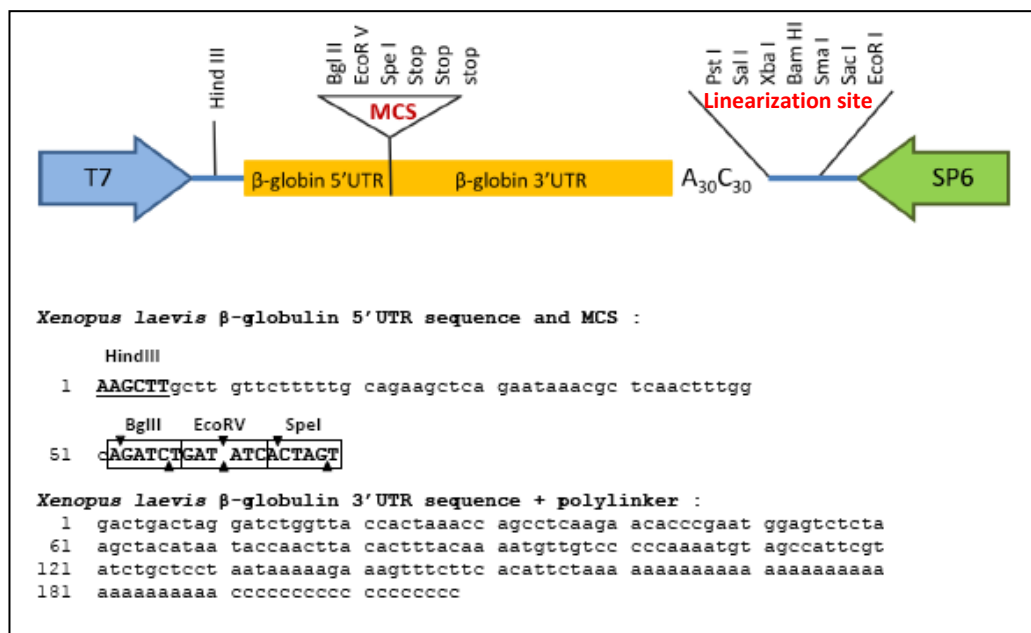 Hind III
Bgl II
EcoR V
Spe I
Stop
Stop
stop
MCS
Pst I
Sal I
Xba I
Bam HI
Sma I
Sac I
EcoR I
Linearization site
T7
β-globin 5'UTR
β-globin 3'UTR
A30C30
SP6
Xenopus laevis β-globulin 5'UTR sequence and MCS :
HindIII
1 AAGCTTgctt gttctttttg cagaagctca gaataaacgc tcaactttgg
BglII EcoRV SpeI
51 cAGATCTGAT ATCACTAGT
Xenopus laevis β-globulin 3'UTR sequence + polylinker :
1 gactgactag gatctggtta ccactaaacc agcctcaaga acacccgaat ggagtctcta
61 agctacataa taccaactta cactttacaa aatgttgtcc cccaaaatgt agccattcgt
121 atctgctcct aataaaaaga aagtttcttc acattctaaa aaaaaaaaaa aaaaaaaaaa
181 aaaaaaaaaa cccccccccc ccccccccc